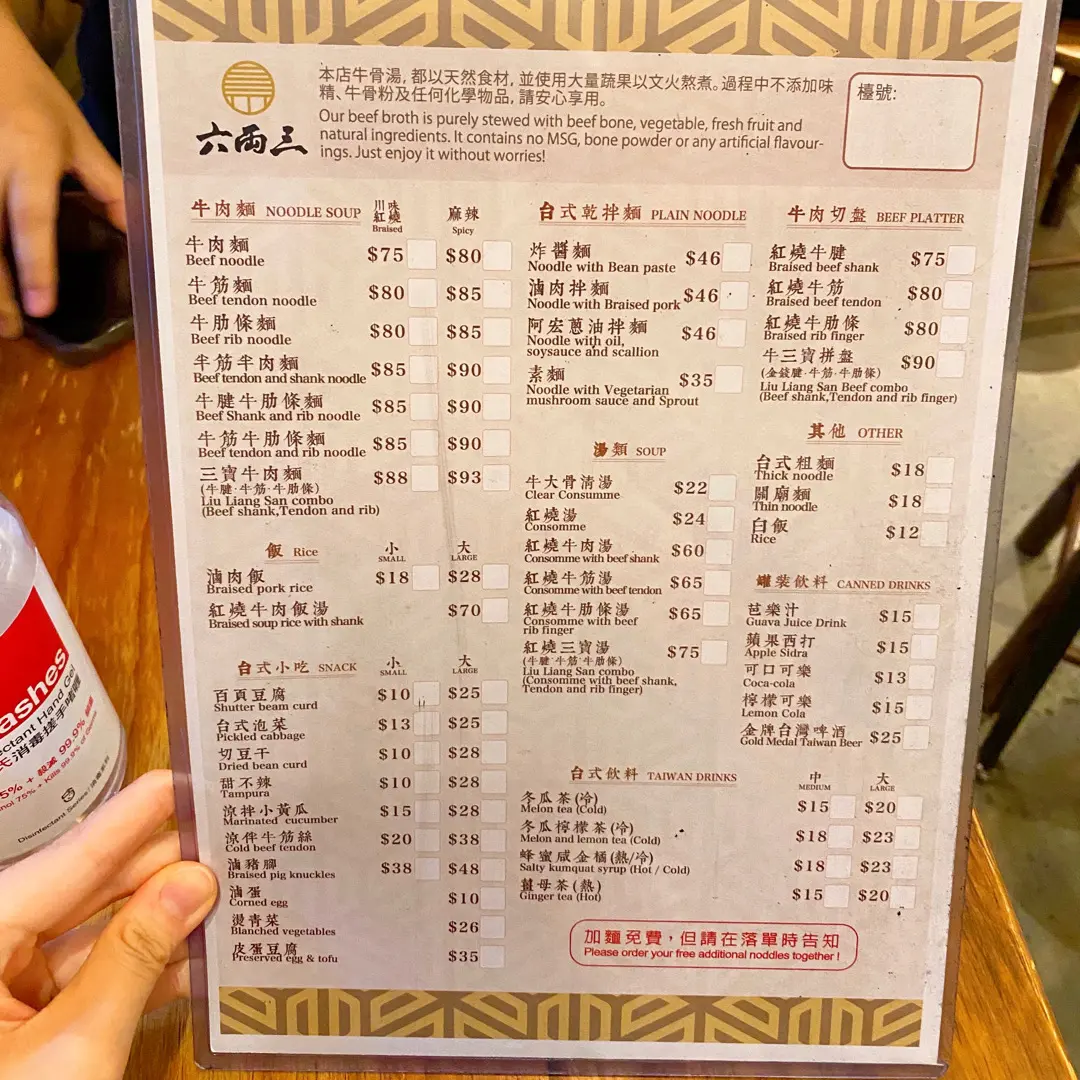 六両三
本店牛骨湯, 都以天然食材, 並使用大量蔬果以文火熬煮。過程中不添加味
精、牛骨粉及任何化學物品, 請安心享用。
Our beef broth is purely stewed with beef bone, vegetable, fresh fruit and
natural ingredients. It contains no MSG, bone powder or any artificial flavour-
ings. Just enjoy it without worries!
檯號:
牛肉麵 NOODLE SOUP 川味紅燒 Braised 麻辣 Spicy
牛肉麵 $75 $80
Beef noodle
牛筋麵 $80 $85
Beef tendon noodle
牛肋條麵 $80 $85
Beef rib noodle
半筋半肉麵 $85 $90
Beef tendon and shank noodle
牛腱牛肋條麵 $85 $90
Beef Shank and rib noodle
牛筋牛肋條麵 $85 $90
Beef tendon and rib noodle
三寶牛肉麵 $88 $93
(牛腱·牛筋·牛肋條)
Liu Liang San combo
(Beef shank,Tendon and rib)
飯 Rice 小 SMALL 大 LARGE
滷肉飯 $18 $28
Braised pork rice
紅燒牛肉飯湯 $70
Braised soup rice with shank
台式小吃 SNACK 小 SMALL 大 LARGE
百頁豆腐 $10 $25
Shutter beam curd
台式泡菜 $13 $25
Pickled cabbage
切豆干 $10 $28
Dried bean curd
甜不辣 $10 $28
Tampura
涼拌小黃瓜 $15 $28
Marinated cucumber
涼伴牛筋絲 $20 $38
Cold beef tendon
滷豬腳 $38 $48
Braised pig knuckles
滷蛋 $10
Corned egg
燙青菜 $26
Blanched vegetables
皮蛋豆腐 $35
Preserved egg & tofu
台式乾拌麵 PLAIN NOODLE
炸醬麵 $46
Noodle with Bean paste
滷肉拌麵 $46
Noodle with Braised pork
阿宏蔥油拌麵 $46
Noodle with oil,
soysauce and scallion
素麵 $35
Noodle with Vegetarian
mushroom sauce and Sprout
湯類 SOUP
牛大骨清湯 $22
Clear Consumme
紅燒湯 $24
Consomme
紅燒牛肉湯 $60
Consomme with beef shank
紅燒牛筋湯 $65
Consomme with beef tendon
紅燒牛肋條湯 $65
Consomme with beef
rib finger
紅燒三寶湯 $75
(牛腱·牛筋·牛肋條)
Liu Liang San combo
(Consomme with beef shank,
Tendon and rib finger)
牛肉切盤 BEEF PLATTER
紅燒牛腱 $75
Braised beef shank
紅燒牛筋 $80
Braised beef tendon
紅燒牛肋條 $80
Braised rib finger
牛三寶拼盤 $90
(金錢腱·牛筋·牛肋條)
Liu Liang San Beef combo
(Beef shank,Tendon and rib finger)
其他 OTHER
台式粗麵 $18
Thick noodle
關廟麵 $18
Thin noodle
白飯 $12
Rice
罐装飲料 CANNED DRINKS
芭樂汁 $15
Guava Juice Drink
蘋果西打 $15
Apple Sidra
可口可樂 $13
Coca-cola
檸檬可樂 $15
Lemon Cola
金牌台灣啤酒 $25
Gold Medal Taiwan Beer
台式飲料 TAIWAN DRINKS 中 MEDIUM 大 LARGE
冬瓜茶(冷) $15 $20
Melon tea (Cold)
冬瓜檸檬茶(冷) $18 $23
Melon and lemon tea (Cold)
蜂蜜咸金橘(熱/冷) $18 $23
Salty kumquat syrup (Hot / Cold)
薑母茶(熱) $15 $20
Ginger tea (Hot)
加麵免費，但請在落單時告知
Please order your free additional noddles together !
ashes
ectant Hand Gel
消毒搓手啫喱
5% + 殺滅 99.9% 細菌
nol 75% + Kills 99.9% of Germs